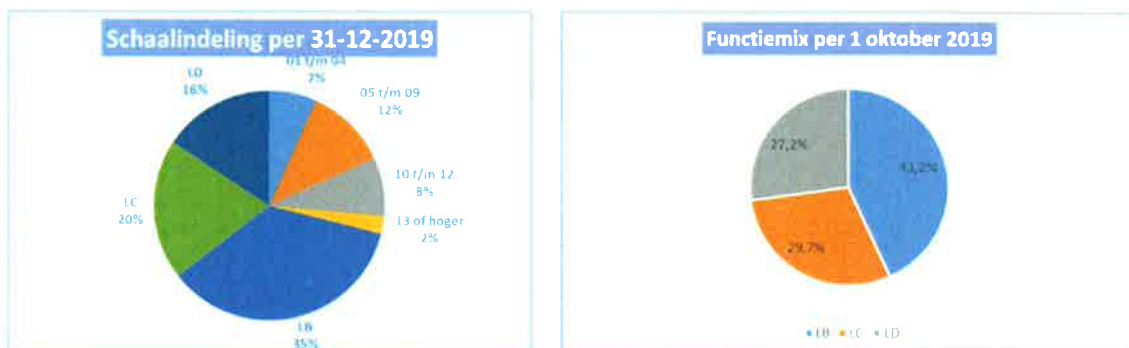 Schaalindeling per 31-12-2019
01 t/m 04
7%
05 t/m 09
12%
10 t/m 12
8%
13 of hoger
2%
LB
35%
LC
20%
LD
16%
Functiemix per 1 oktober 2019
43,2%
29,7%
27,2%
LB LC LD